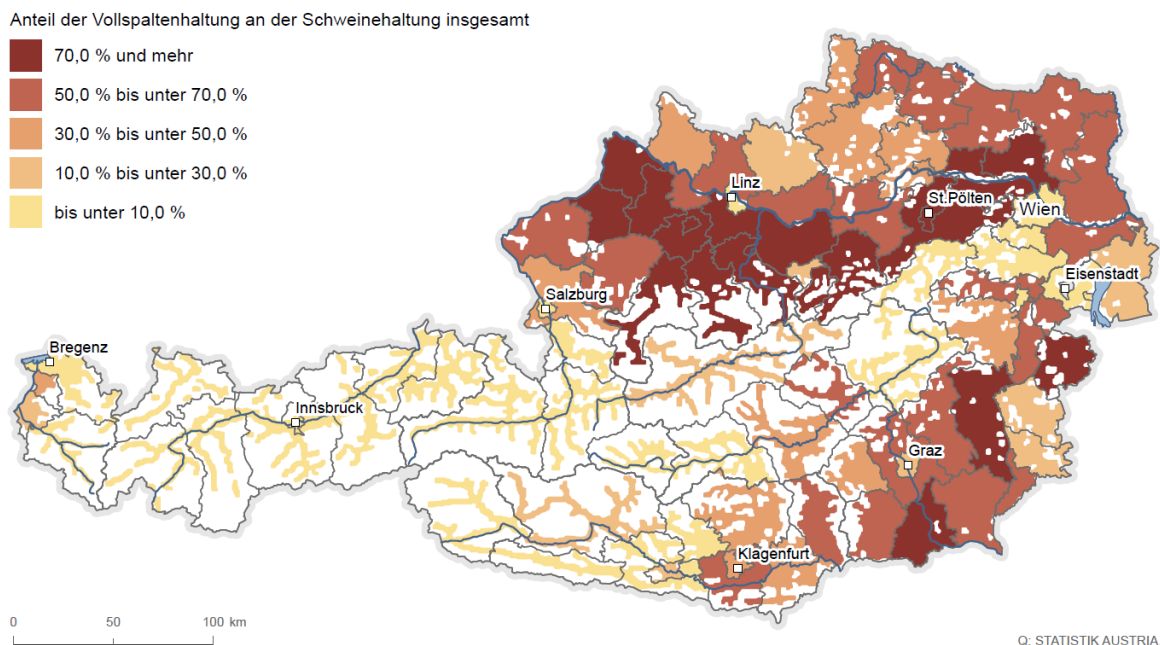 Anteil der Vollspaltenhaltung an der Schweinehaltung insgesamt
70,0 % und mehr
50,0 % bis unter 70,0 %
30,0 % bis unter 50,0 %
10,0 % bis unter 30,0 %
bis unter 10,0 %
Linz
St.Pölten
Wien
Eisenstadt
Salzburg
Bregenz
Innsbruck
Graz
Klagenfurt
0 50 100 km
Q: STATISTIK AUSTRIA